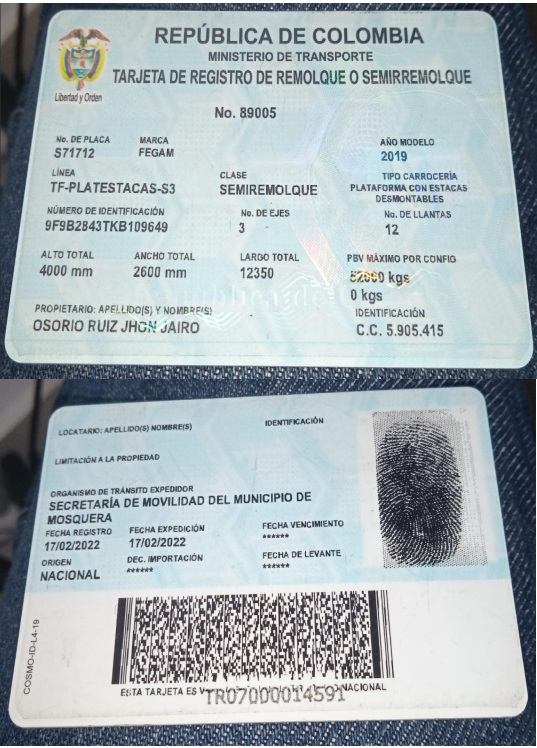 REPÚBLICA DE COLOMBIA
MINISTERIO DE TRANSPORTE
TARJETA DE REGISTRO DE REMOLQUE O SEMIRREMOLQUE
Libertad y Orden
No. 89005
No. DE PLACA MARCA AÑO MODELO
S71712 FEGAM 2019
LÍNEA CLASE TIPO CARROCERÍA
TF-PLATESTACAS-S3 SEMIREMOLQUE PLATAFORMA CON ESTACAS
DESMONTABLES
NÚMERO DE IDENTIFICACIÓN No. DE EJES No. DE LLANTAS
9F9B2843TKB109649 3 12
ALTO TOTAL ANCHO TOTAL LARGO TOTAL PBV MÁXIMO POR CONFIG
4000 mm 2600 mm 12350 52000 kgs
0 kgs
PROPIETARIO: APELLIDO(S) Y NOMBRE(S) IDENTIFICACIÓN
OSORIO RUIZ JHON JAIRO C.C. 5.905.415
LOCATARIO: APELLIDO(S) NOMBRE(S) IDENTIFICACIÓN
LIMITACIÓN A LA PROPIEDAD
ORGANISMO DE TRÁNSITO EXPEDIDOR
SECRETARÍA DE MOVILIDAD DEL MUNICIPIO DE
MOSQUERA
FECHA REGISTRO FECHA EXPEDICIÓN FECHA VENCIMIENTO
17/02/2022 17/02/2022 ******
ORIGEN DEC. IMPORTACIÓN FECHA DE LEVANTE
NACIONAL ****** ******
COSMO-ID-L4-19
ESTA TARJETA ES NACIONAL
TR07000014591